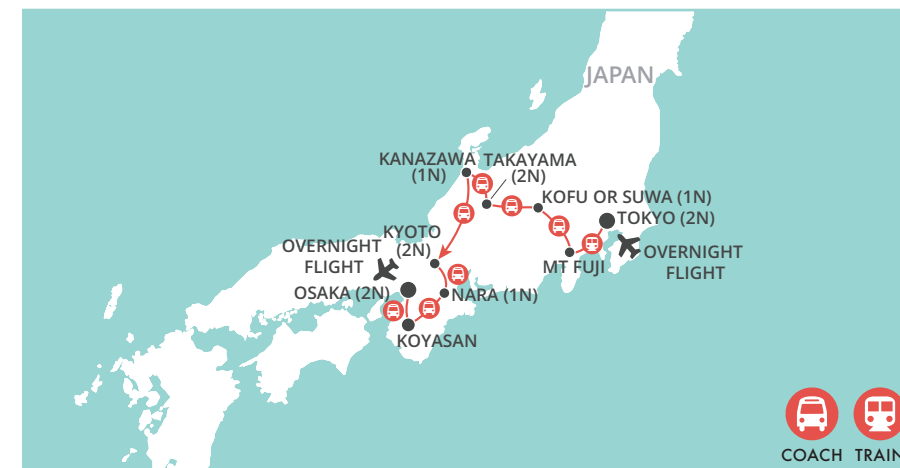 JAPAN
KANAZAWA
(1N)
TAKAYAMA
(2N)
KOFU OR SUWA (1N)
TOKYO (2N)
KYOTO
(2N)
OVERNIGHT
FLIGHT
OVERNIGHT
FLIGHT
MT FUJI
OSAKA (2N)
NARA (1N)
KOYASAN
COACH
TRAIN